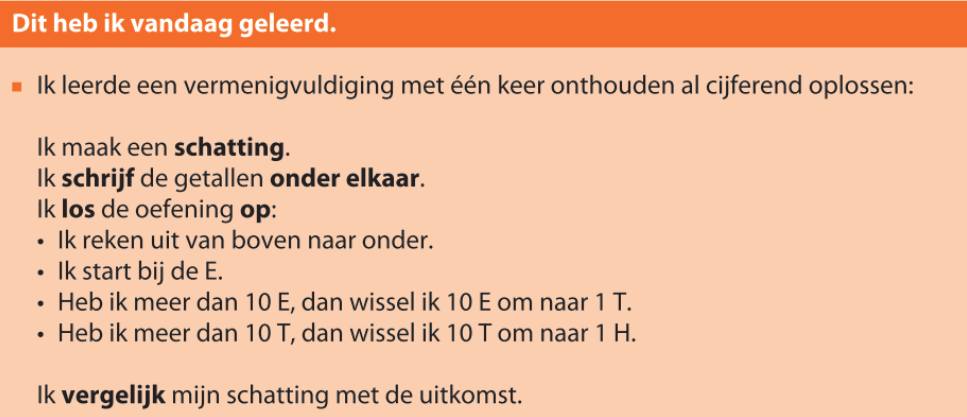 Dit heb ik vandaag geleerd.
▪ Ik leerde een vermenigvuldiging met één keer onthouden al cijferend oplossen:
Ik maak een schatting.
Ik schrijf de getallen onder elkaar.
Ik los de oefening op:
• Ik reken uit van boven naar onder.
• Ik start bij de E.
• Heb ik meer dan 10 E, dan wissel ik 10 E om naar 1 T.
• Heb ik meer dan 10 T, dan wissel ik 10 T om naar 1 H.
Ik vergelijk mijn schatting met de uitkomst.